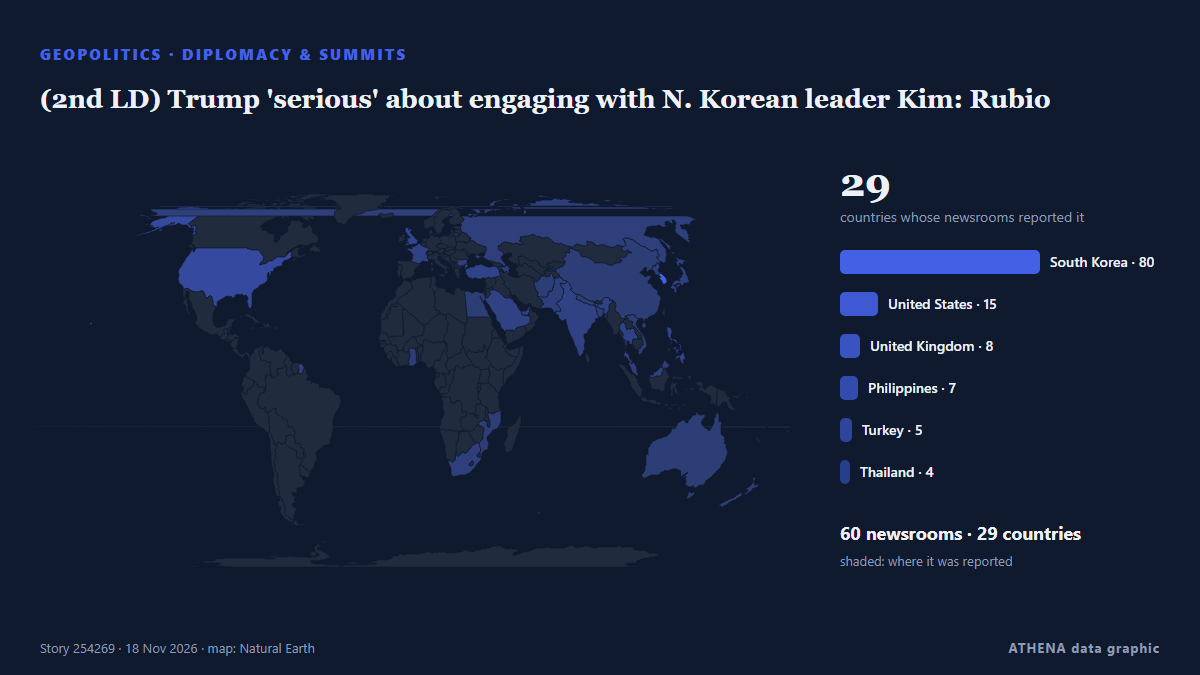 GEOPOLITICS · DIPLOMACY & SUMMITS
(2nd LD) Trump 'serious' about engaging with N. Korean leader Kim: Rubio
29
countries whose newsrooms reported it
South Korea · 80
United States · 15
United Kingdom · 8
Philippines · 7
Turkey · 5
Thailand · 4
60 newsrooms · 29 countries
shaded: where it was reported
Story 254269 · 18 Nov 2026 · map: Natural Earth
ATHENA data graphic